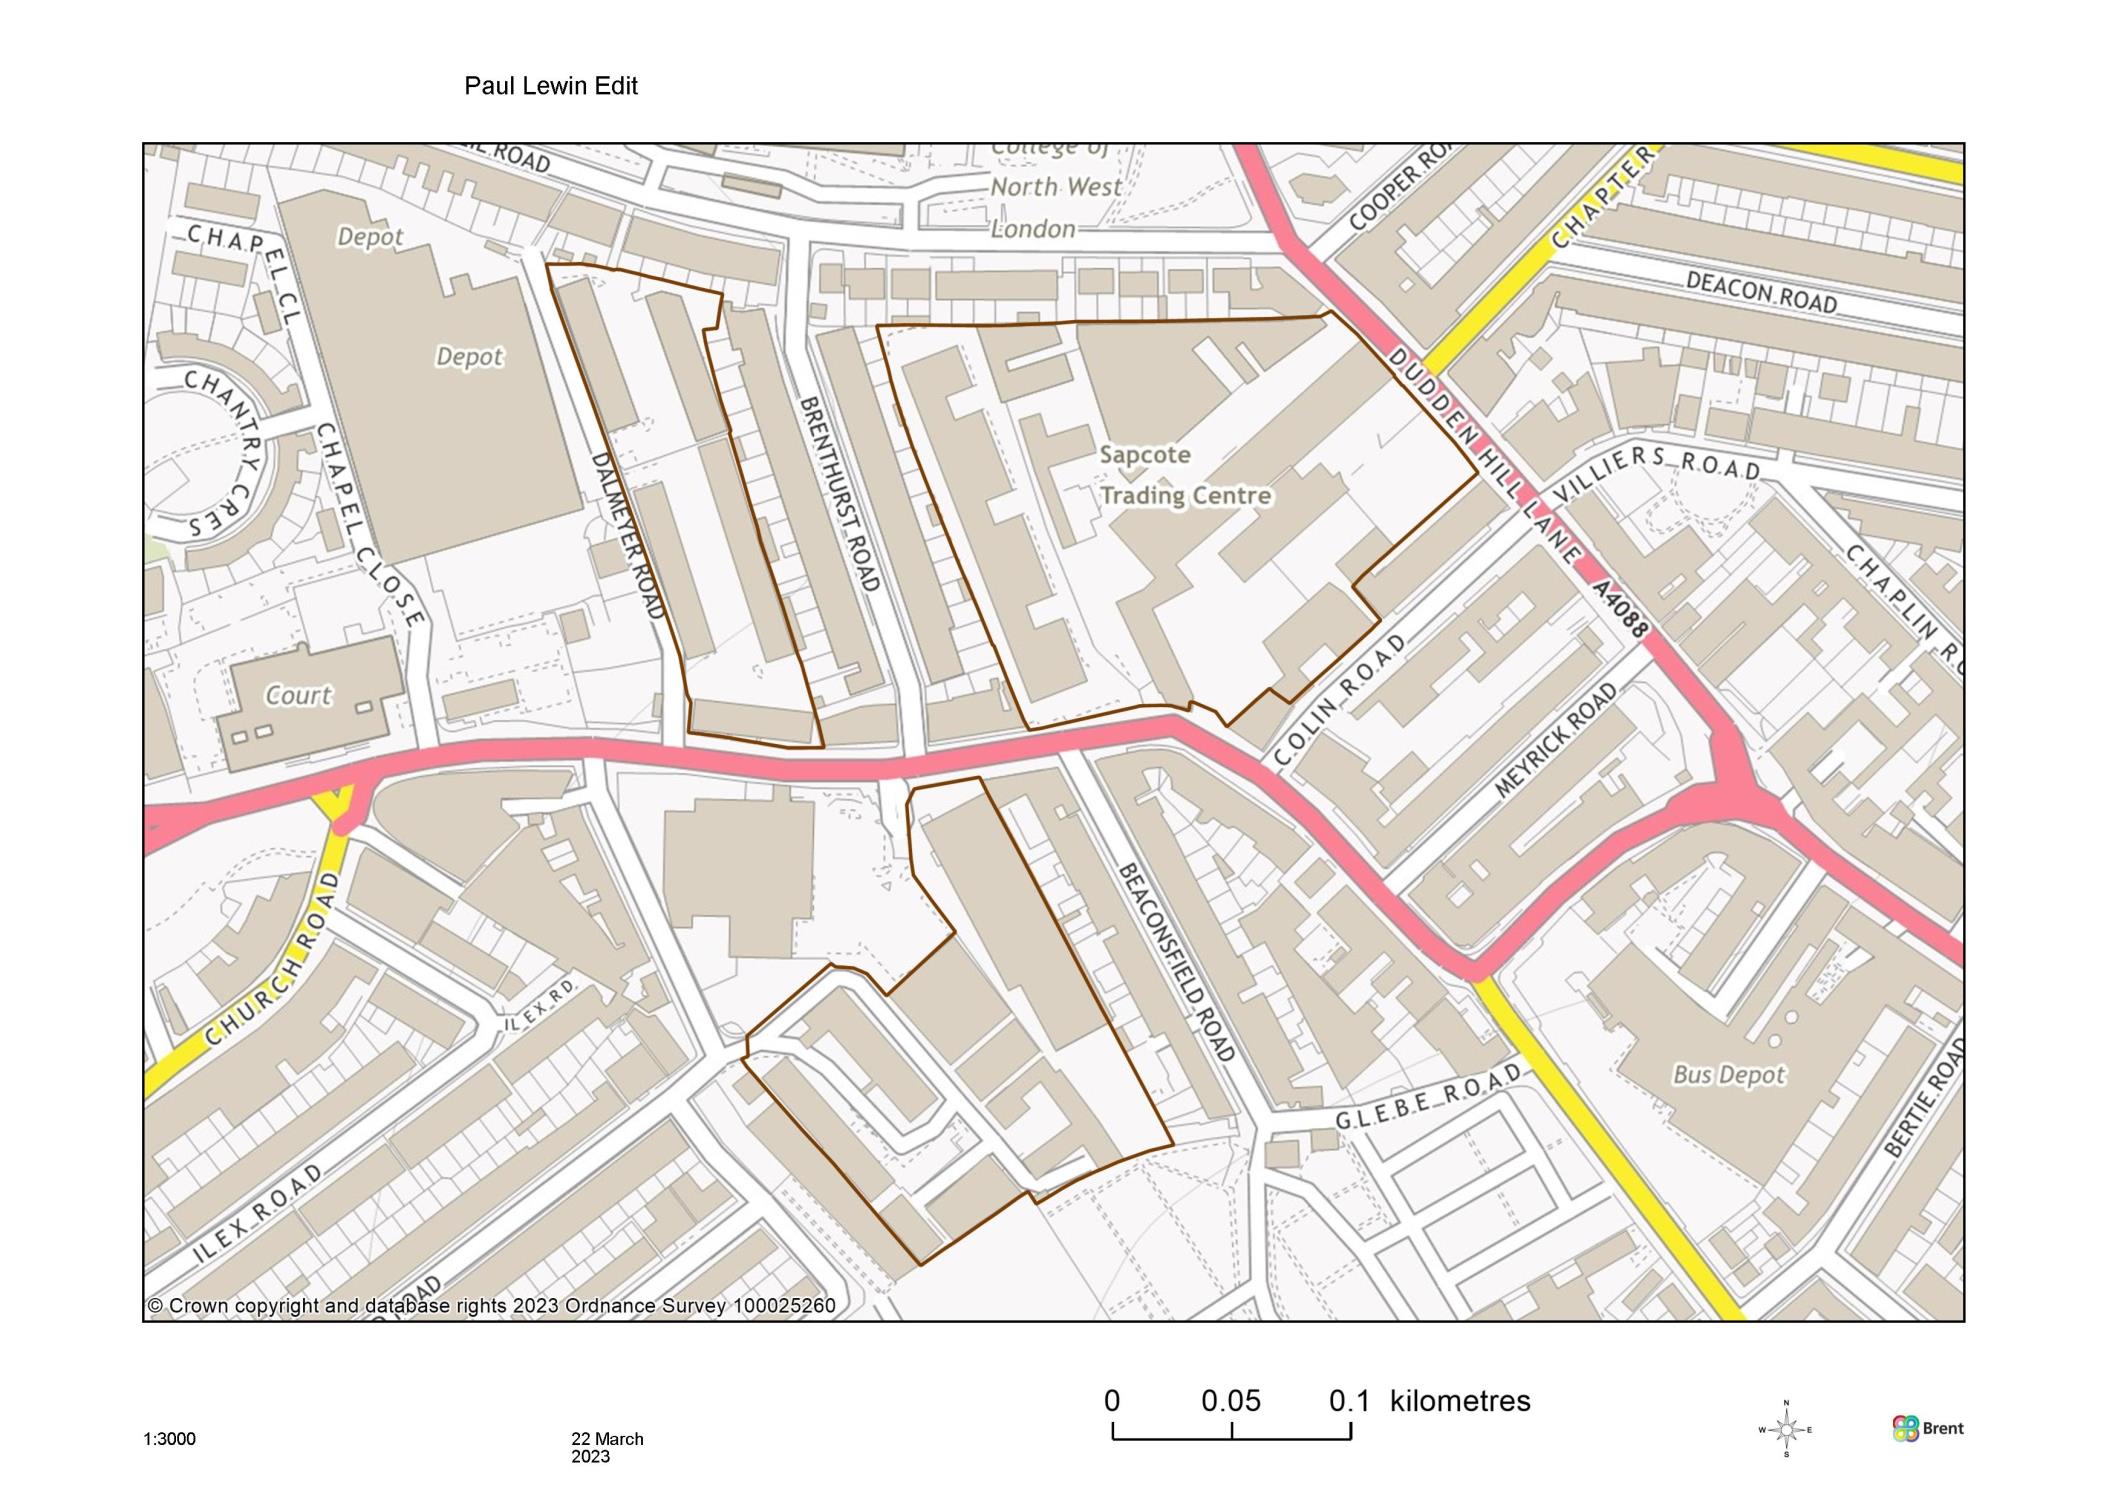 Paul Lewin Edit
College of
North West
London
ROAD
COOPER
CHAPTER
Depot
CHAPEL CL
DEACON ROAD
Depot
DUDDEN HILL LANE A4088
CHANTRY CRES
CHAPEL CLOSE
DALMEYER ROAD
BRENTHURST ROAD
Sapcote
Trading Centre
VILLIERS ROAD
CHAPLIN
Court
COLIN ROAD
MEYRICK ROAD
BEACONSFIELD ROAD
CHURCH ROAD
ILEX RD
GLEBE ROAD
Bus Depot
BERTIE ROAD
ILEX ROAD
OAD
© Crown copyright and database rights 2023 Ordnance Survey 100025260
0 0.05 0.1 kilometres
1:3000
22 March
2023
N
W E
S
Brent